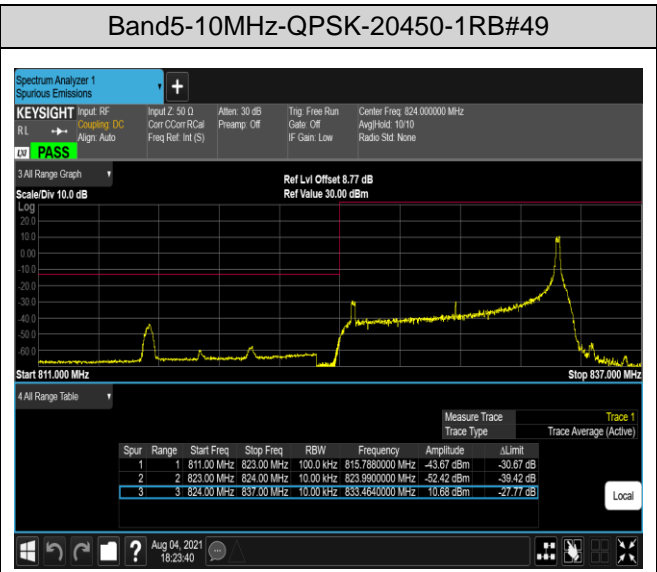 Band5-10MHz-QPSK-20450-1RB#49
Spectrum Analyzer 1
Spurious Emissions
+
KEYSIGHT Input: RF Input Z: 50 Ω Atten: 30 dB Trig: Free Run Center Freq: 824.000000 MHz
RL Coupling: DC Corr CCorr RCal Preamp: Off Gate: Off Avg|Hold: 10/10
Align: Auto Freq Ref: Int (S) IF Gain: Low Radio Std: None
LXI PASS
3 All Range Graph Ref Lvl Offset 8.77 dB
Scale/Div 10.0 dB Ref Value 30.00 dBm
Log
20.0
10.0
0.00
-10.0
-20.0
-30.0
-40.0
-50.0
-60.0
Start 811.000 MHz Stop 837.000 MHz
4 All Range Table
Measure Trace Trace 1
Trace Type Trace Average (Active)
Spur Range Start Freq Stop Freq RBW Frequency Amplitude ΔLimit
1 1 811.00 MHz 823.00 MHz 100.0 kHz 815.7880000 MHz -43.67 dBm -30.67 dB
2 2 823.00 MHz 824.00 MHz 10.00 kHz 823.9900000 MHz -52.42 dBm -39.42 dB
3 3 824.00 MHz 837.00 MHz 10.00 kHz 833.4640000 MHz 10.68 dBm -27.77 dB
Local
? Aug 04, 2021
18:23:40